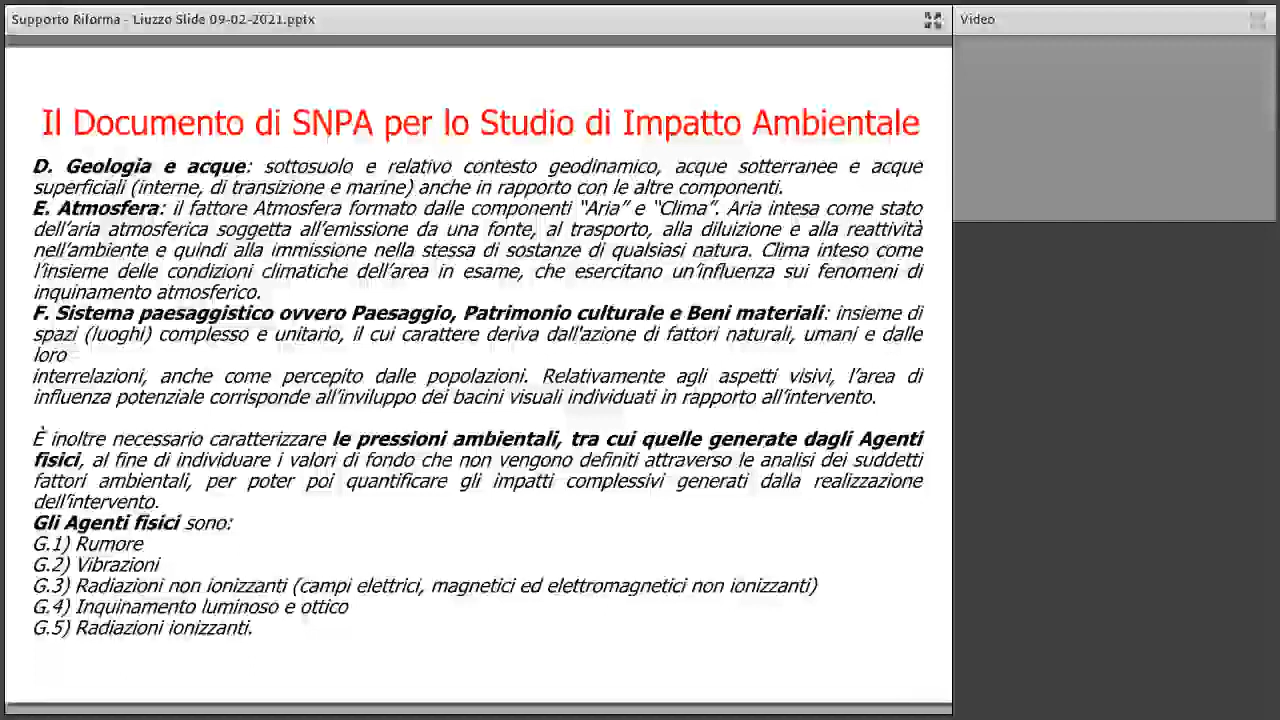 Supporto Riforma - Liuzzo Slide 09-02-2021.pptx
Video
Il Documento di SNPA per lo Studio di Impatto Ambientale
D. Geologia e acque: sottosuolo e relativo contesto geodinamico, acque sotterranee e acque
superficiali (interne, di transizione e marine) anche in rapporto con le altre componenti.
E. Atmosfera: il fattore Atmosfera formato dalle componenti “Aria” e “Clima”. Aria intesa come stato
dell’aria atmosferica soggetta all’emissione da una fonte, al trasporto, alla diluizione e alla reattività
nell’ambiente e quindi alla immissione nella stessa di sostanze di qualsiasi natura. Clima inteso come
l’insieme delle condizioni climatiche dell’area in esame, che esercitano un’influenza sui fenomeni di
inquinamento atmosferico.
F. Sistema paesaggistico ovvero Paesaggio, Patrimonio culturale e Beni materiali: insieme di
spazi (luoghi) complesso e unitario, il cui carattere deriva dall'azione di fattori naturali, umani e dalle
loro
interrelazioni, anche come percepito dalle popolazioni. Relativamente agli aspetti visivi, l’area di
influenza potenziale corrisponde all’inviluppo dei bacini visuali individuati in rapporto all’intervento.
È inoltre necessario caratterizzare le pressioni ambientali, tra cui quelle generate dagli Agenti
fisici, al fine di individuare i valori di fondo che non vengono definiti attraverso le analisi dei suddetti
fattori ambientali, per poter poi quantificare gli impatti complessivi generati dalla realizzazione
dell’intervento.
Gli Agenti fisici sono:
G.1) Rumore
G.2) Vibrazioni
G.3) Radiazioni non ionizzanti (campi elettrici, magnetici ed elettromagnetici non ionizzanti)
G.4) Inquinamento luminoso e ottico
G.5) Radiazioni ionizzanti.